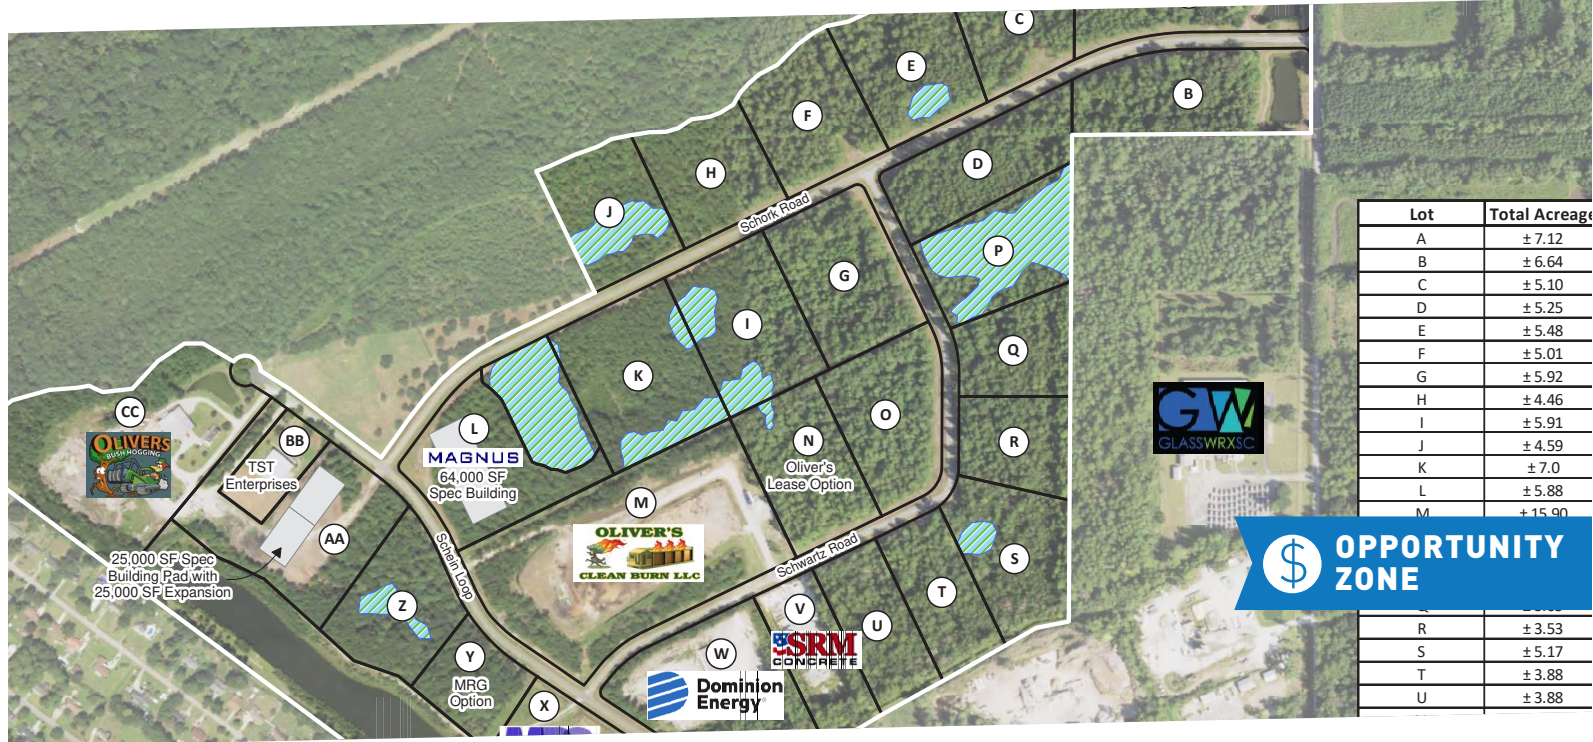 C
E
B
F
D
H
J
Schork Road
P
G
I
Q
K
CC
OLIVERS
BUSH HOGGING
BB
TST
Enterprises
L
MAGNUS
64,000 SF
Spec Building
O
N
Oliver's
Lease Option
R
GW
GLASSWRXSC
M
OLIVER'S
CLEAN BURN LLC
AA
25,000 SF Spec
Building Pad with
25,000 SF Expansion
Schein Loop
Schwartz Road
S
T
Z
V
SRM
CONCRETE
U
W
Dominion
Energy
Y
MRG
Option
X
Lot Total Acreage
A ± 7.12
B ± 6.64
C ± 5.10
D ± 5.25
E ± 5.48
F ± 5.01
G ± 5.92
H ± 4.46
I ± 5.91
J ± 4.59
K ± 7.0
L ± 5.88
M ± 15.90
OPPORTUNITY
ZONE
R ± 3.53
S ± 5.17
T ± 3.88
U ± 3.88